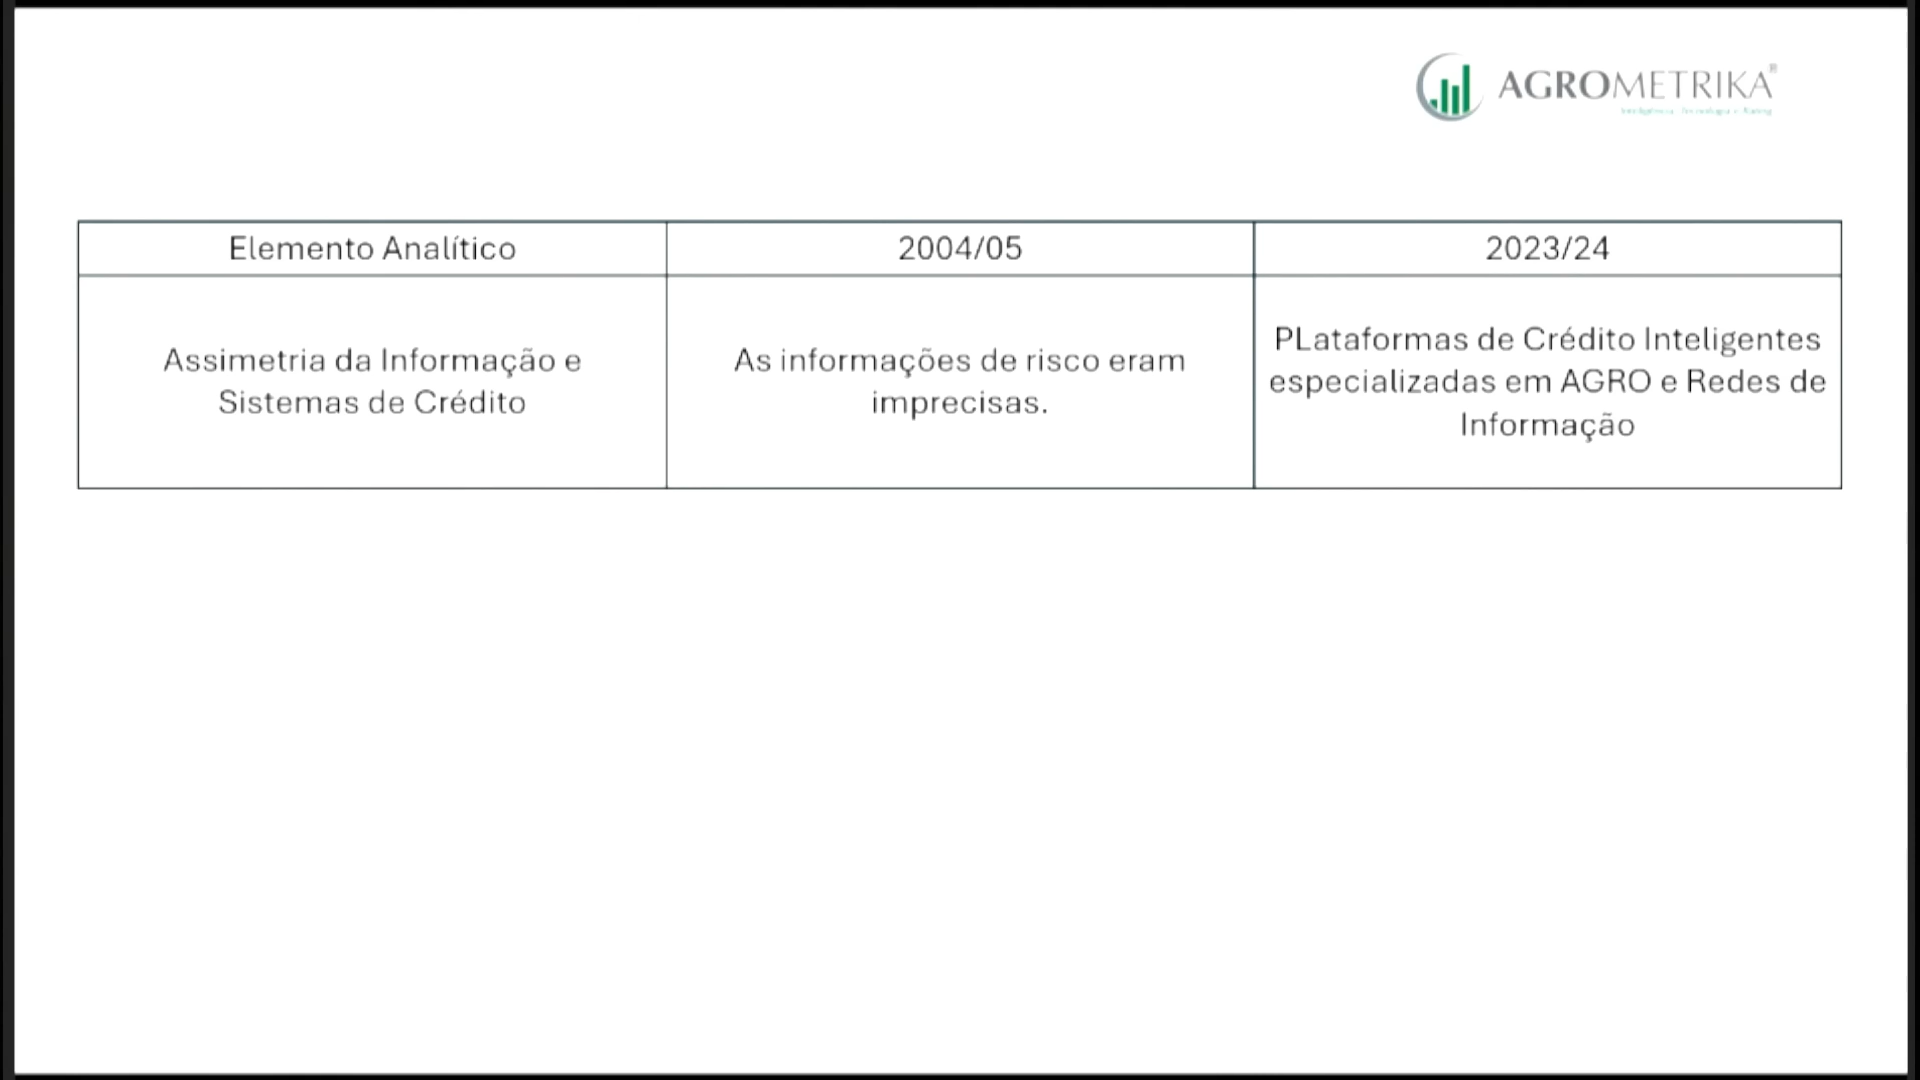 AGROMETRIKA®
Elemento Analítico
2004/05
2023/24
Assimetria da Informação e
Sistemas de Crédito
As informações de risco eram
imprecisas.
PLataformas de Crédito Inteligentes
especializadas em AGRO e Redes de
Informação